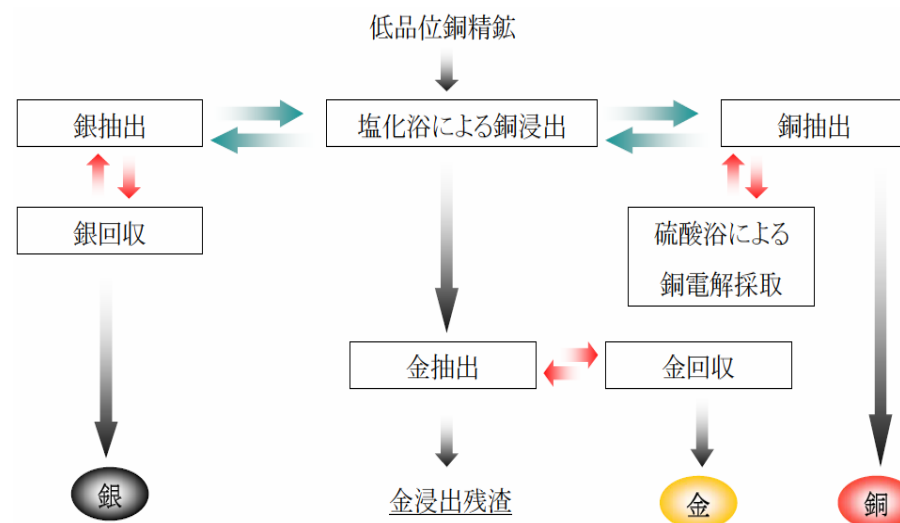 低品位銅精鉱
銀抽出
塩化浴による銅浸出
銅抽出
銀回収
硫酸浴による
銅電解採取
金抽出
金回収
銀
金浸出残渣
金
銅